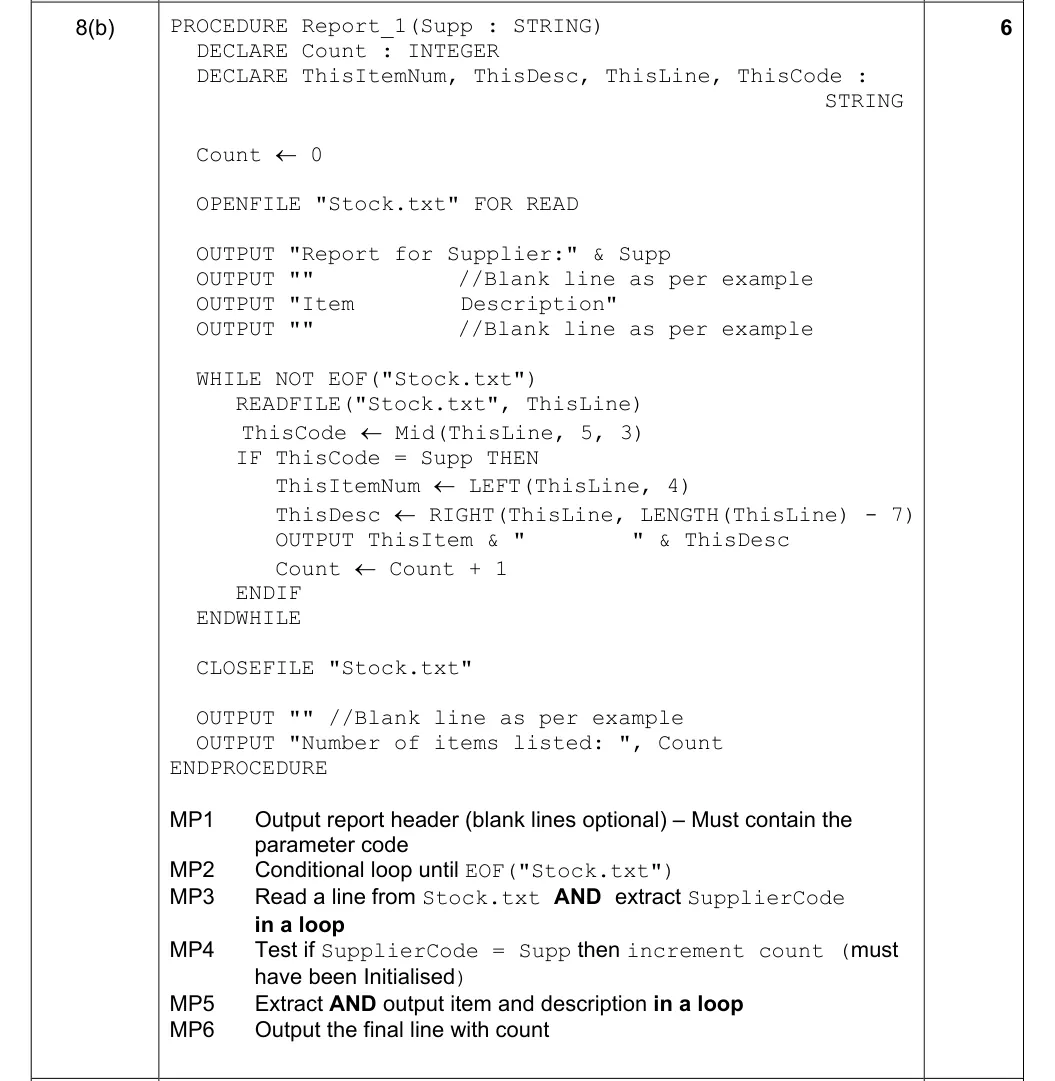 8(b) PROCEDURE Report_1(Supp : STRING) 6
DECLARE Count : INTEGER
DECLARE ThisItemNum, ThisDesc, ThisLine, ThisCode :
STRING
Count ← 0
OPENFILE "Stock.txt" FOR READ
OUTPUT "Report for Supplier:" & Supp
OUTPUT "" //Blank line as per example
OUTPUT "Item Description"
OUTPUT "" //Blank line as per example
WHILE NOT EOF("Stock.txt")
READFILE("Stock.txt", ThisLine)
ThisCode ← Mid(ThisLine, 5, 3)
IF ThisCode = Supp THEN
ThisItemNum ← LEFT(ThisLine, 4)
ThisDesc ← RIGHT(ThisLine, LENGTH(ThisLine) - 7)
OUTPUT ThisItem & " " & ThisDesc
Count ← Count + 1
ENDIF
ENDWHILE
CLOSEFILE "Stock.txt"
OUTPUT "" //Blank line as per example
OUTPUT "Number of items listed: ", Count
ENDPROCEDURE
MP1 Output report header (blank lines optional) – Must contain the
parameter code
MP2 Conditional loop until EOF("Stock.txt")
MP3 Read a line from Stock.txt AND extract SupplierCode
in a loop
MP4 Test if SupplierCode = Supp then increment count (must
have been Initialised)
MP5 Extract AND output item and description in a loop
MP6 Output the final line with count